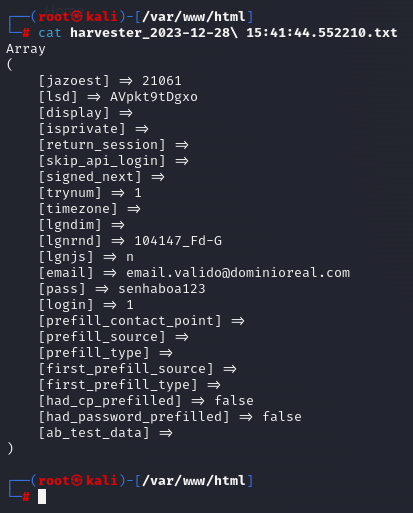 ┌──(root㉿kali)-[/var/www/html]
└─# cat harvester_2023-12-28\ 15:41:44.552210.txt
Array
(
    [jazoest] => 21061
    [lsd] => AVpkt9tDgxo
    [display] =>
    [isprivate] =>
    [return_session] =>
    [skip_api_login] =>
    [signed_next] =>
    [trynum] => 1
    [timezone] =>
    [lgndim] =>
    [lgnrnd] => 104147_Fd-G
    [lgnjs] => n
    [email] => email.valido@dominioreal.com
    [pass] => senhaboa123
    [login] => 1
    [prefill_contact_point] =>
    [prefill_source] =>
    [prefill_type] =>
    [first_prefill_source] =>
    [first_prefill_type] =>
    [had_cp_prefilled] => false
    [had_password_prefilled] => false
    [ab_test_data] =>
)
┌──(root㉿kali)-[/var/www/html]
└─#